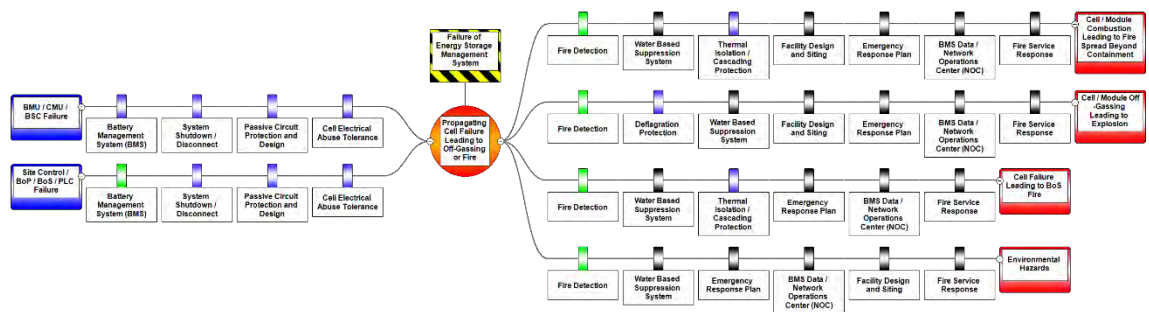 Failure of
Energy Storage
Management
System
Propagating
Cell Failure
Leading to
Off-Gassing
or Fire
BMU / CMU /
BSC Failure
Battery
Management
System (BMS)
System
Shutdown /
Disconnect
Passive Circuit
Protection and
Design
Cell Electrical
Abuse Tolerance
Site Control /
BoP / BoS / PLC
Failure
Battery
Management
System (BMS)
System
Shutdown /
Disconnect
Passive Circuit
Protection and
Design
Cell Electrical
Abuse Tolerance
Fire Detection
Water Based
Suppression
System
Thermal
Isolation /
Cascading
Protection
Facility Design
and Siting
Emergency
Response Plan
BMS Data /
Network
Operations
Center (NOC)
Fire Service
Response
Cell / Module
Combustion
Leading to Fire
Spread Beyond
Containment
Fire Detection
Deflagration
Protection
Water Based
Suppression
System
Facility Design
and Siting
Emergency
Response Plan
BMS Data /
Network
Operations
Center (NOC)
Fire Service
Response
Cell / Module Off
-Gassing
Leading to
Explosion
Fire Detection
Water Based
Suppression
System
Thermal
Isolation /
Cascading
Protection
Emergency
Response Plan
BMS Data /
Network
Operations
Center (NOC)
Fire Service
Response
Cell Failure
Leading to BoS
Fire
Fire Detection
Water Based
Suppression
System
Emergency
Response Plan
BMS Data /
Network
Operations
Center (NOC)
Facility Design
and Siting
Fire Service
Response
Environmental
Hazards